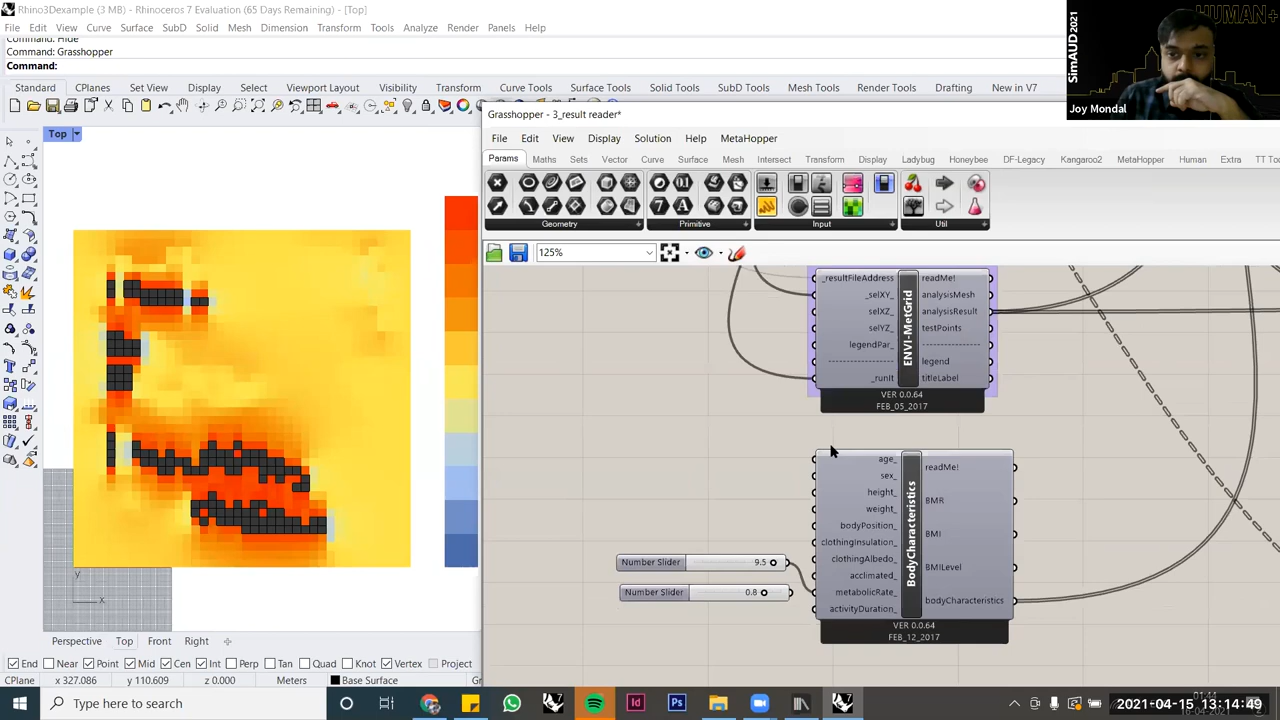 Rhino3Dexample (3 MB) - Rhinoceros 7 Evaluation (65 Days Remaining) - [Top]
File Edit View Curve Surface SubD Solid Mesh Dimension Transform Tools Analyze Render Panels Help
Command: Hide
Command: Grasshopper
Command:
Standard CPlanes Set View Display Select Viewport Layout Visibility Transform Curve Tools Surface Tools Solid Tools SubD Tools Mesh Tools Render Tools Drafting New in V7
HUMAN+
SimAUD2021
Joy Mondal
Top
Grasshopper - 3_result reader*
File Edit View Display Solution Help MetaHopper
Params Maths Sets Vector Curve Surface Mesh Intersect Transform Display Ladybug Honeybee DF-Legacy Kangaroo2 MetaHopper Human Extra TT Too
Geometry Primitive Input Util
125%
_resultFileAddress
_selXY_
selXZ_
selYZ_
legendPar_
_runIt
ENVI-MetGrid
readMe!
analysisMesh
analysisResult
testPoints
legend
titleLabel
VER 0.0.64
FEB_05_2017
age_
sex_
height_
weight_
bodyPosition_
clothingInsulation_
clothingAlbedo_
acclimated_
metabolicRate_
activityDuration_
BodyCharacteristics
readMe!
BMR
BMI
BMILevel
bodyCharacteristics
VER 0.0.64
FEB_12_2017
Number Slider 9.5
Number Slider 0.8
y
x
Perspective Top Front Right
End Near Point Mid Cen Int Perp Tan Quad Knot Vertex Project
CPlane x 327.086 y 110.609 z 0.000 Meters Base Surface
Type here to search
01:44
2021-04-15 13:14:49